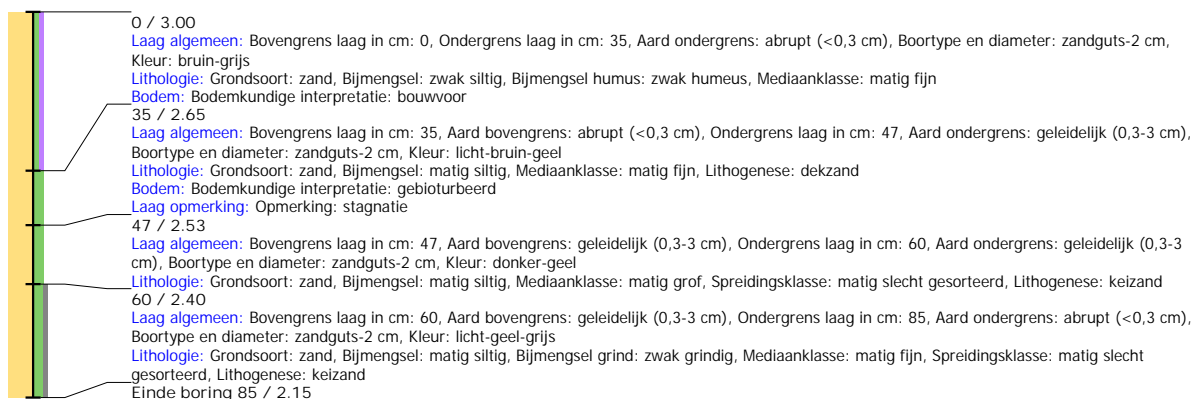 0 / 3.00
Laag algemeen: Bovengrens laag in cm: 0, Ondergrens laag in cm: 35, Aard ondergrens: abrupt (<0,3 cm), Boortype en diameter: zandguts-2 cm,
Kleur: bruin-grijs
Lithologie: Grondsoort: zand, Bijmengsel: zwak siltig, Bijmengsel humus: zwak humeus, Mediaanklasse: matig fijn
Bodem: Bodemkundige interpretatie: bouwvoor
35 / 2.65
Laag algemeen: Bovengrens laag in cm: 35, Aard bovengrens: abrupt (<0,3 cm), Ondergrens laag in cm: 47, Aard ondergrens: geleidelijk (0,3-3 cm),
Boortype en diameter: zandguts-2 cm, Kleur: licht-bruin-geel
Lithologie: Grondsoort: zand, Bijmengsel: matig siltig, Mediaanklasse: matig fijn, Lithogenese: dekzand
Bodem: Bodemkundige interpretatie: gebioturbeerd
Laag opmerking: Opmerking: stagnatie
47 / 2.53
Laag algemeen: Bovengrens laag in cm: 47, Aard bovengrens: geleidelijk (0,3-3 cm), Ondergrens laag in cm: 60, Aard ondergrens: geleidelijk (0,3-3
cm), Boortype en diameter: zandguts-2 cm, Kleur: donker-geel
Lithologie: Grondsoort: zand, Bijmengsel: matig siltig, Mediaanklasse: matig grof, Spreidingsklasse: matig slecht gesorteerd, Lithogenese: keizand
60 / 2.40
Laag algemeen: Bovengrens laag in cm: 60, Aard bovengrens: geleidelijk (0,3-3 cm), Ondergrens laag in cm: 85, Aard ondergrens: abrupt (<0,3 cm),
Boortype en diameter: zandguts-2 cm, Kleur: licht-geel-grijs
Lithologie: Grondsoort: zand, Bijmengsel: matig siltig, Bijmengsel grind: zwak grindig, Mediaanklasse: matig fijn, Spreidingsklasse: matig slecht
gesorteerd, Lithogenese: keizand
Einde boring 85 / 2.15